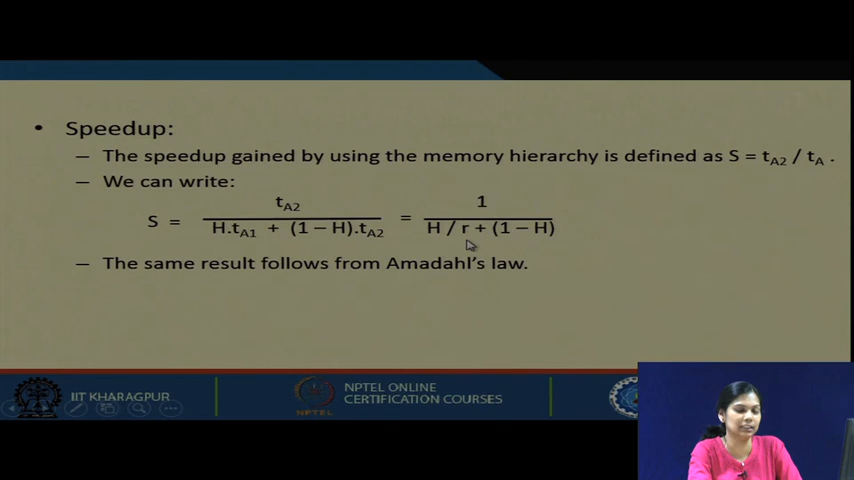 • Speedup:
– The speedup gained by using the memory hierarchy is defined as S = tA2 / tA .
– We can write:
S = tA2 / H.tA1 + (1 – H).tA2 = 1 / H / r + (1 – H)
– The same result follows from Amadahl's law.
IIT KHARAGPUR
NPTEL
NPTEL ONLINE
CERTIFICATION COURSES